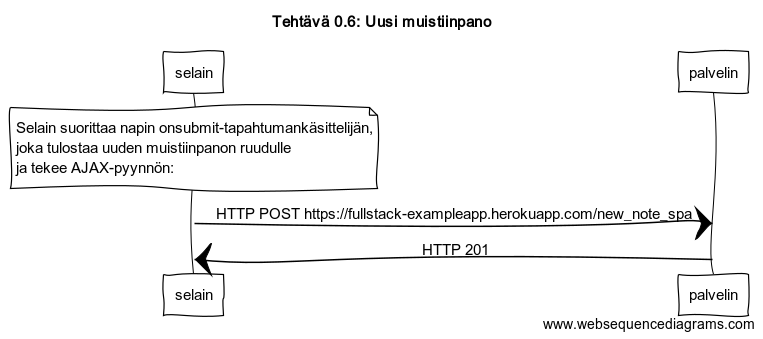 Tehtävä 0.6: Uusi muistiinpano
selain
palvelin
Selain suorittaa napin onsubmit-tapahtumankäsittelijän,
joka tulostaa uuden muistiinpanon ruudulle
ja tekee AJAX-pyynnön:
HTTP POST https://fullstack-exampleapp.herokuapp.com/new_note_spa
HTTP 201
selain
palvelin
www.websequencediagrams.com